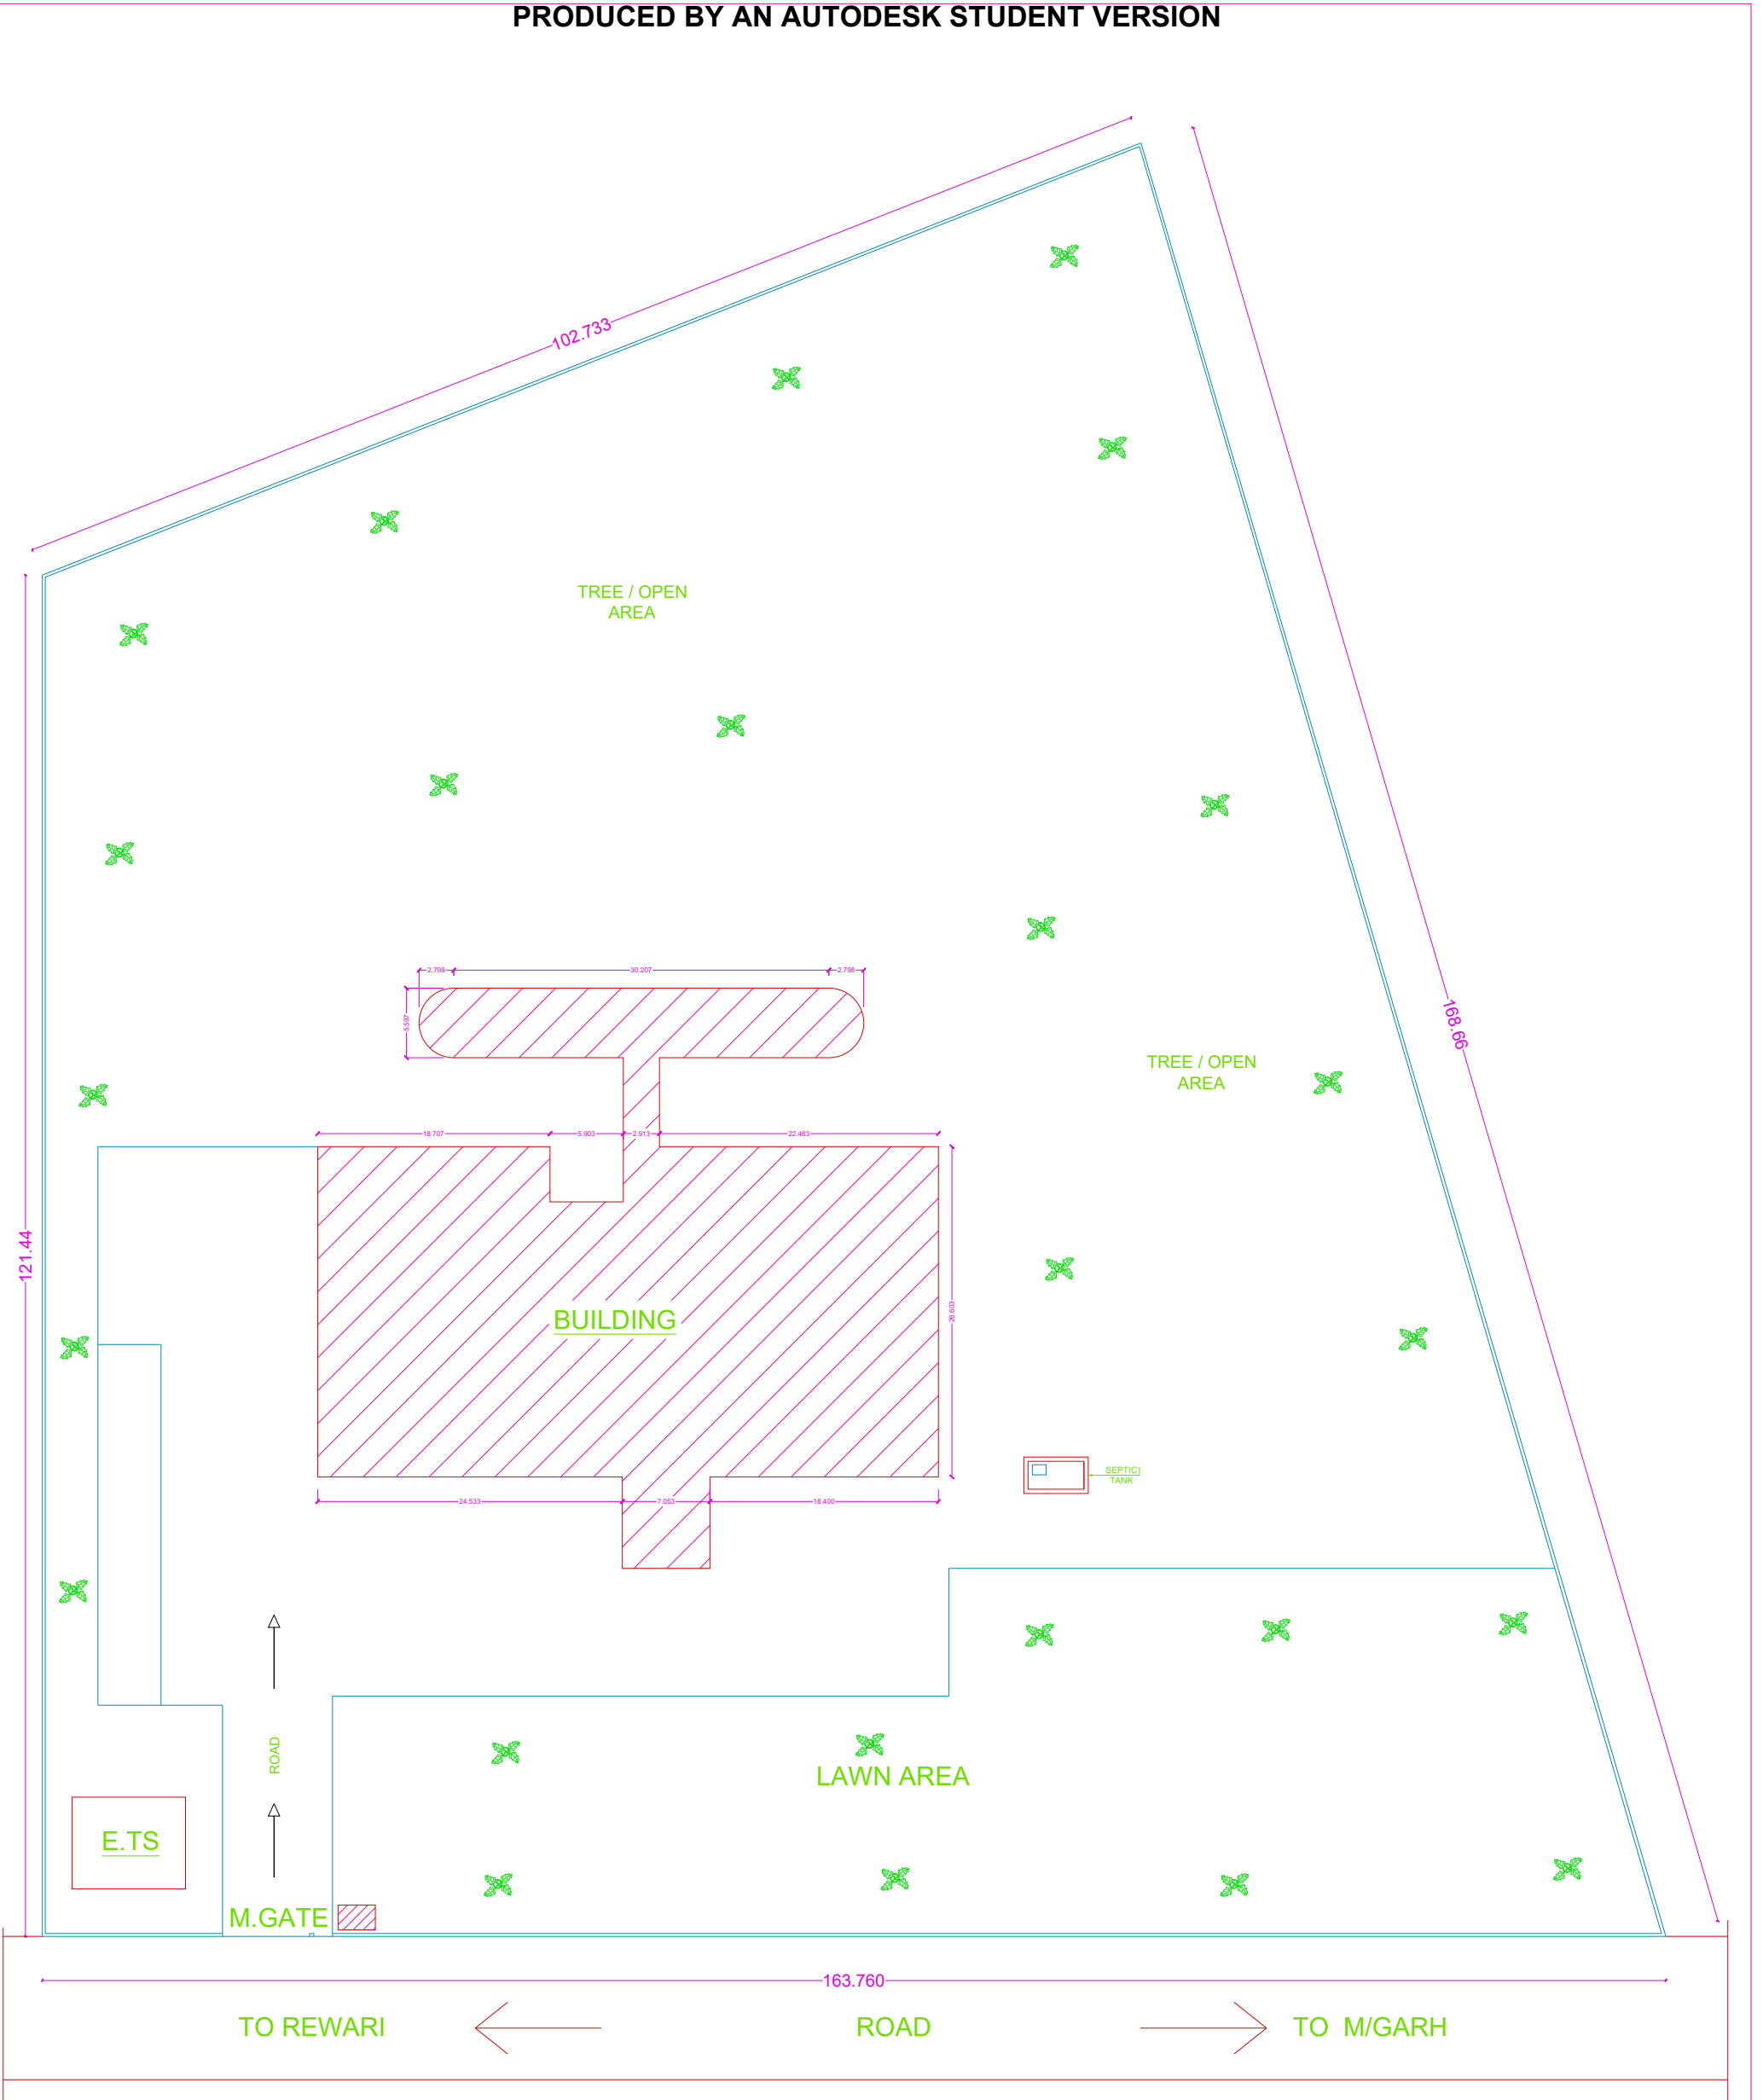 PRODUCED BY AN AUTODESK STUDENT VERSION
102.733
TREE / OPEN
AREA
2.798
30.207
2.798
5.597
168.66
TREE / OPEN
AREA
18.707
5.903
2.913
22.463
121.44
BUILDING
26.603
SEPTIC
TANK
24.533
7.053
18.400
ROAD
LAWN AREA
E.TS
M.GATE
163.760
TO REWARI
ROAD
TO M/GARH